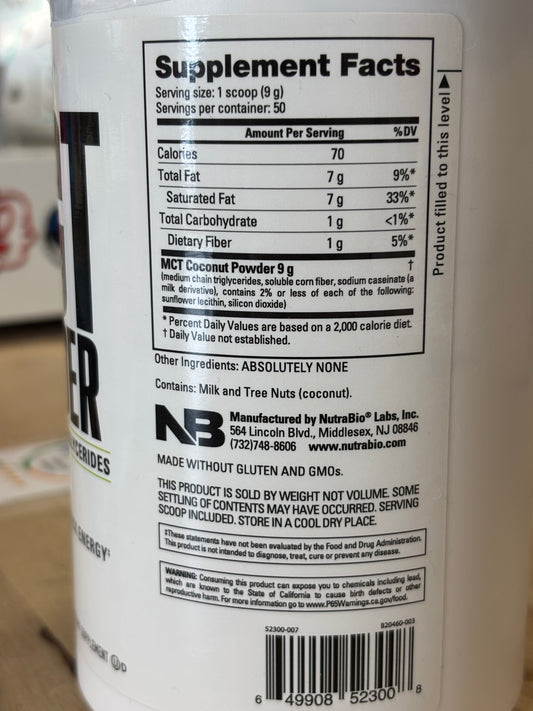 Supplement Facts
Serving size: 1 scoop (9 g)
Servings per container: 50
Amount Per Serving %DV
Calories 70
Total Fat 7 g 9%*
Saturated Fat 7 g 33%*
Total Carbohydrate 1 g <1%*
Dietary Fiber 1 g 5%*
MCT Coconut Powder 9 g †
(medium chain triglycerides, soluble corn fiber, sodium caseinate (a
milk derivative), contains 2% or less of each of the following:
sunflower lecithin, silicon dioxide)
* Percent Daily Values are based on a 2,000 calorie diet.
† Daily Value not established.
Product filled to this level
Other Ingredients: ABSOLUTELY NONE
Contains: Milk and Tree Nuts (coconut).
NB
Manufactured by NutraBio® Labs, Inc.
564 Lincoln Blvd., Middlesex, NJ 08846
(732)748-8606 www.nutrabio.com
MADE WITHOUT GLUTEN AND GMOs.
THIS PRODUCT IS SOLD BY WEIGHT NOT VOLUME. SOME
SETTLING OF CONTENTS MAY HAVE OCCURRED. SERVING
SCOOP INCLUDED. STORE IN A COOL DRY PLACE.
‡These statements have not been evaluated by the Food and Drug Administration.
This product is not intended to diagnose, treat, cure or prevent any disease.
WARNING: Consuming this product can expose you to chemicals including lead,
which are known to the State of California to cause birth defects or other
reproductive harm. For more information go to www.P65Warnings.ca.gov/food.
52300-007 B20460-003
6 49908 52300 8
T
ER
ENERGY‡
D